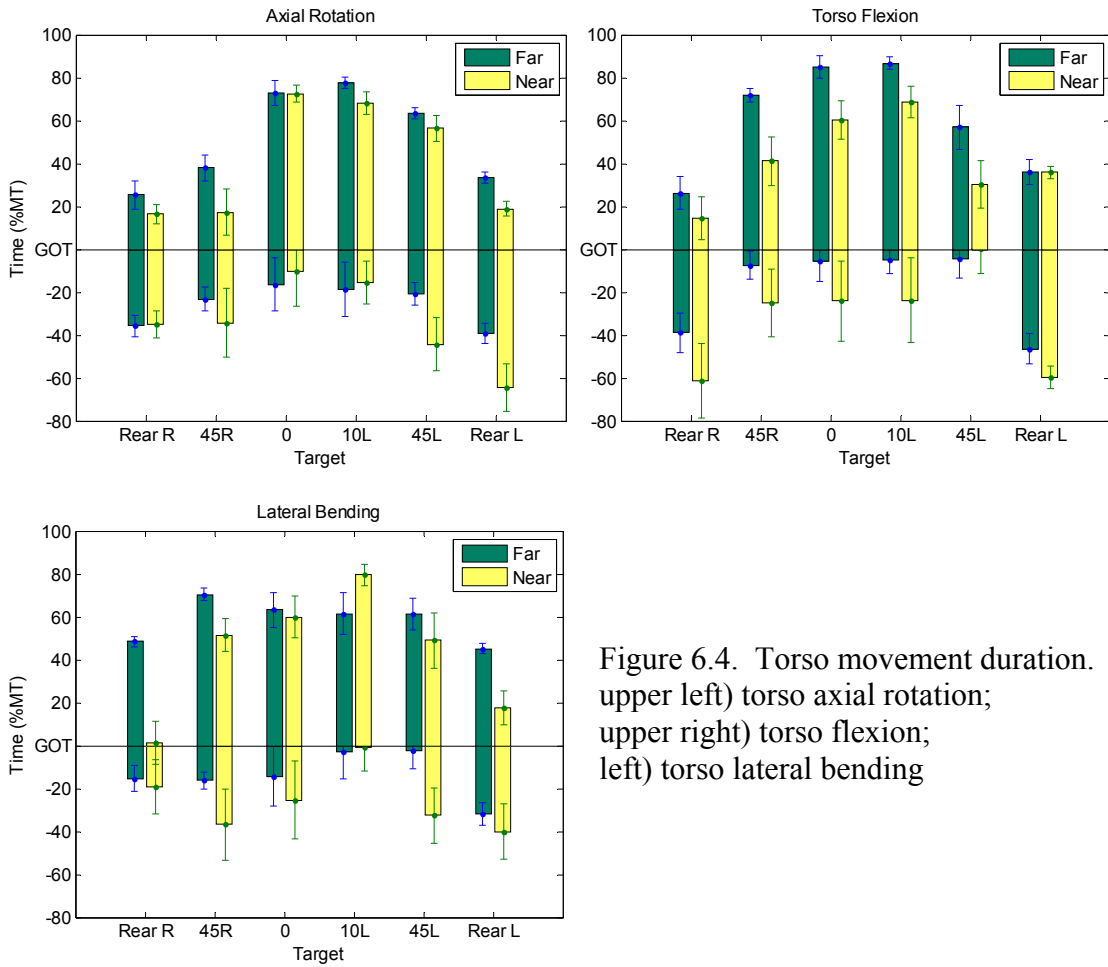 Axial Rotation
Far
Near
100
80
60
40
20
GOT
-20
-40
-60
-80
Time (%MT)
Rear R 45R 0 10L 45L Rear L
Target
Torso Flexion
Far
Near
100
80
60
40
20
GOT
-20
-40
-60
-80
Time (%MT)
Rear R 45R 0 10L 45L Rear L
Target
Lateral Bending
Far
Near
100
80
60
40
20
GOT
-20
-40
-60
-80
Time (%MT)
Rear R 45R 0 10L 45L Rear L
Target
Figure 6.4. Torso movement duration.
upper left) torso axial rotation;
upper right) torso flexion;
left) torso lateral bending